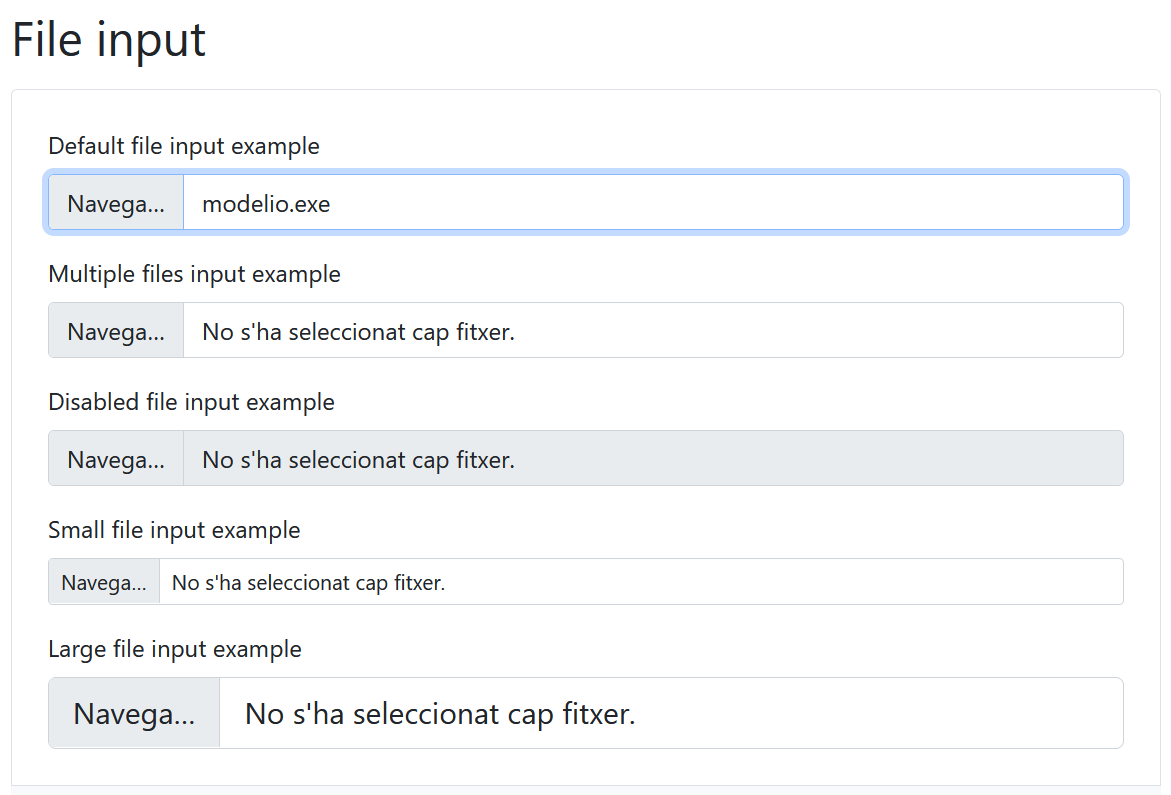 File input
Default file input example
Navega... modelio.exe
Multiple files input example
Navega... No s'ha seleccionat cap fitxer.
Disabled file input example
Navega... No s'ha seleccionat cap fitxer.
Small file input example
Navega... No s'ha seleccionat cap fitxer.
Large file input example
Navega... No s'ha seleccionat cap fitxer.